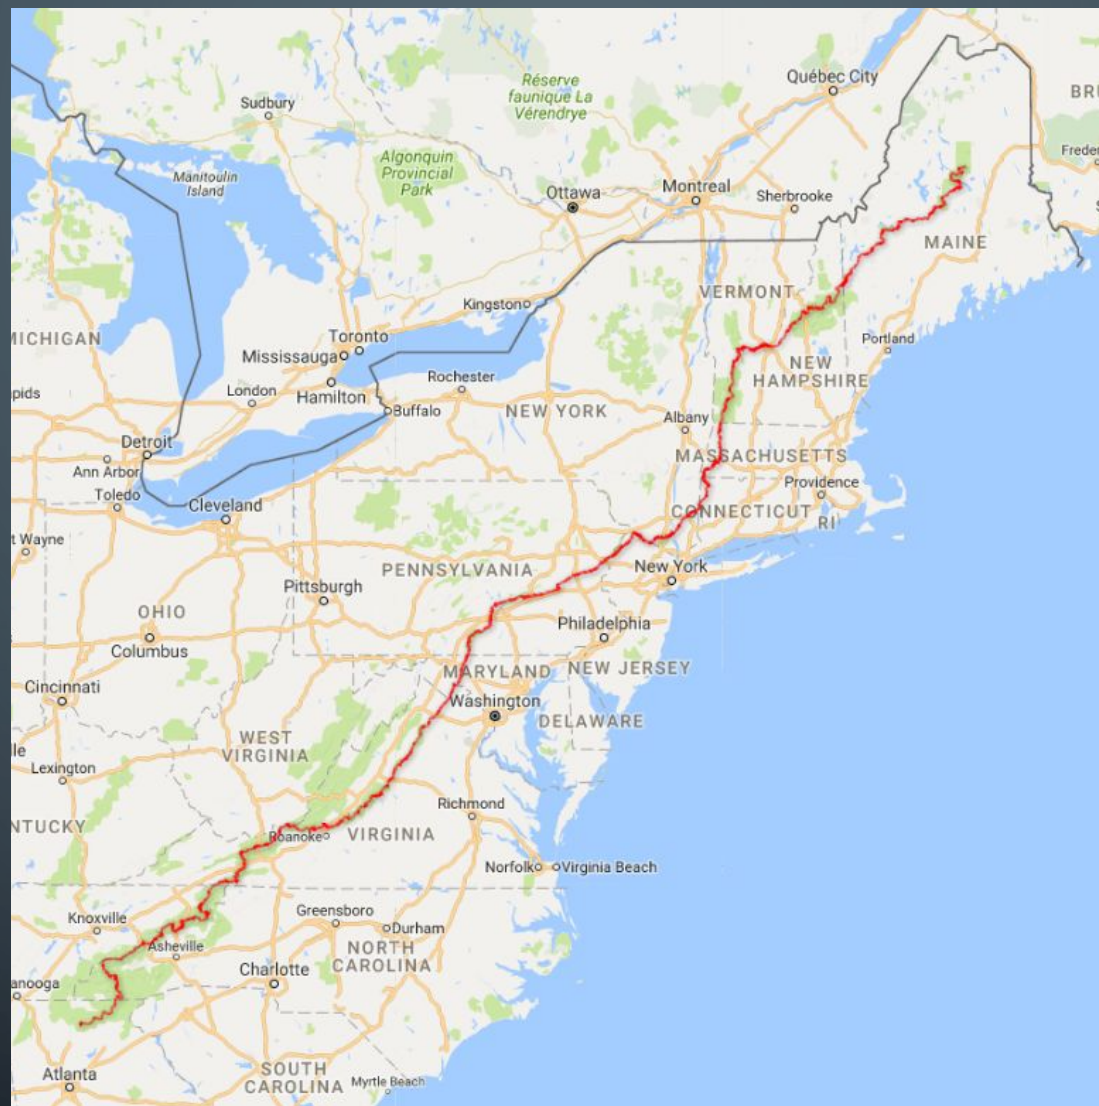 Québec City
Réserve
faunique La
Vérendrye
BRU
Sudbury
Algonquin
Provincial
Park
Manitoulin
Island
Ottawa
Montreal
Sherbrooke
Freder
MAINE
VERMONT
Kingston
MICHIGAN
Toronto
Mississauga
Portland
NEW
HAMPSHIRE
Rochester
London
Hamilton
apids
Buffalo
NEW YORK
Albany
Detroit
Ann Arbor
MASSACHUSETTS
Toledo
Cleveland
Providence
CONNECTICUT
RI
t Wayne
PENNSYLVANIA
New York
Pittsburgh
OHIO
Columbus
Philadelphia
MARYLAND
NEW JERSEY
Cincinnati
Washington
DELAWARE
WEST
VIRGINIA
lle
Lexington
Richmond
NTUCKY
Roanoke
VIRGINIA
Norfolk
Virginia Beach
Knoxville
Greensboro
Durham
Asheville
NORTH
CAROLINA
Charlotte
anooga
Atlanta
SOUTH
CAROLINA
Myrtle Beach